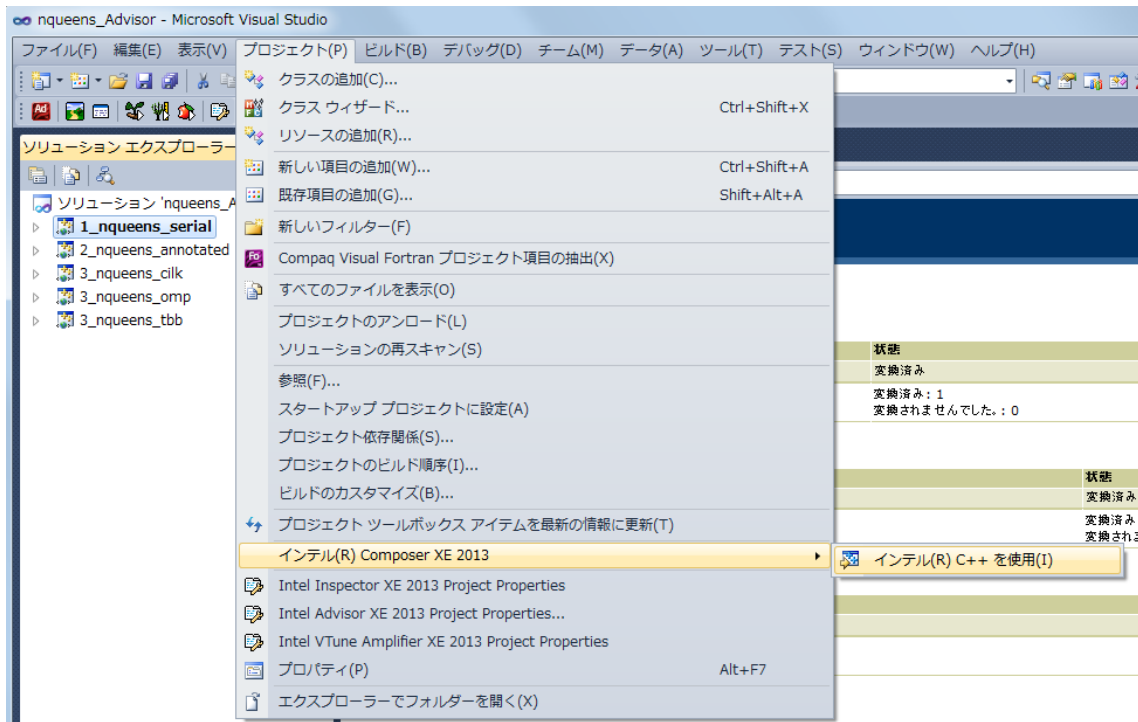 nqueens_Advisor - Microsoft Visual Studio
ファイル(F) 編集(E) 表示(V) プロジェクト(P) ビルド(B) デバッグ(D) チーム(M) データ(A) ツール(T) テスト(S) ウィンドウ(W) ヘルプ(H)
ソリューション エクスプローラー
ソリューション 'nqueens_A
1_nqueens_serial
2_nqueens_annotated
3_nqueens_cilk
3_nqueens_omp
3_nqueens_tbb
クラスの追加(C)...
クラス ウィザード... Ctrl+Shift+X
リソースの追加(R)...
新しい項目の追加(W)... Ctrl+Shift+A
既存項目の追加(G)... Shift+Alt+A
新しいフィルター(F)
Compaq Visual Fortran プロジェクト項目の抽出(X)
すべてのファイルを表示(O)
プロジェクトのアンロード(L)
ソリューションの再スキャン(S)
参照(F)...
スタートアップ プロジェクトに設定(A)
プロジェクト依存関係(S)...
プロジェクトのビルド順序(I)...
ビルドのカスタマイズ(B)...
プロジェクト ツールボックス アイテムを最新の情報に更新(T)
インテル(R) Composer XE 2013
インテル(R) C++ を使用(I)
Intel Inspector XE 2013 Project Properties
Intel Advisor XE 2013 Project Properties...
Intel VTune Amplifier XE 2013 Project Properties
プロパティ(P) Alt+F7
エクスプローラーでフォルダーを開く(X)
状態
変換済み
変換済み : 1
変換されませんでした。 : 0
状態
変換済み
変換済み
変換され